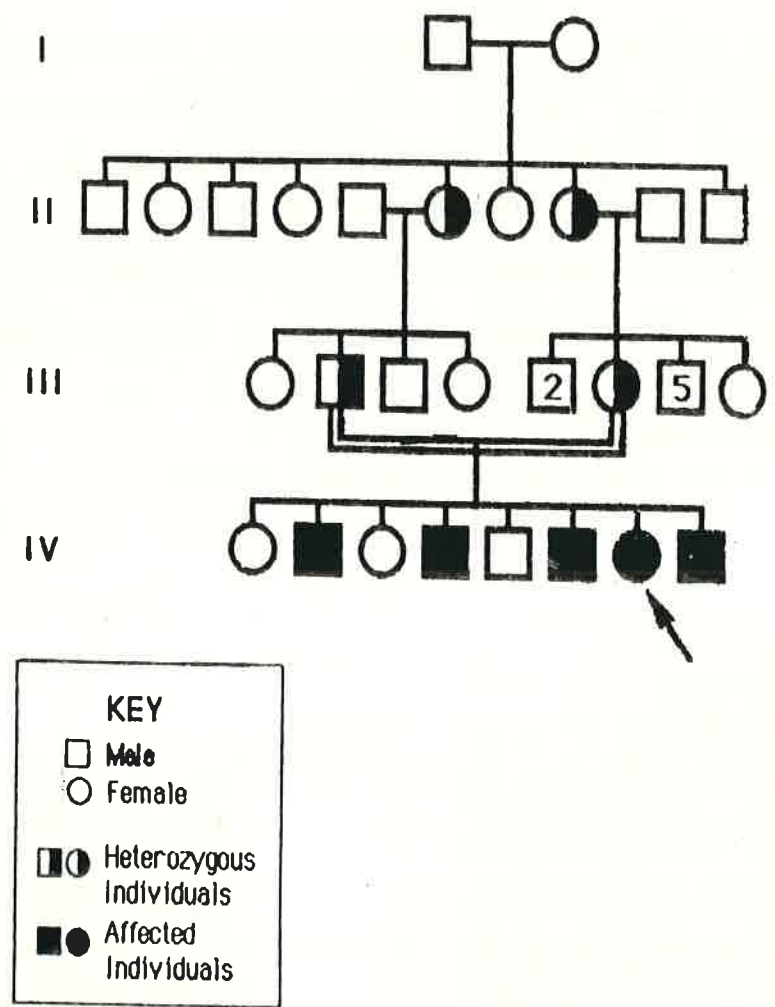 I
II
III
2
5
IV
KEY
Male
Female
Heterozygous
Individuals
Affected
Individuals